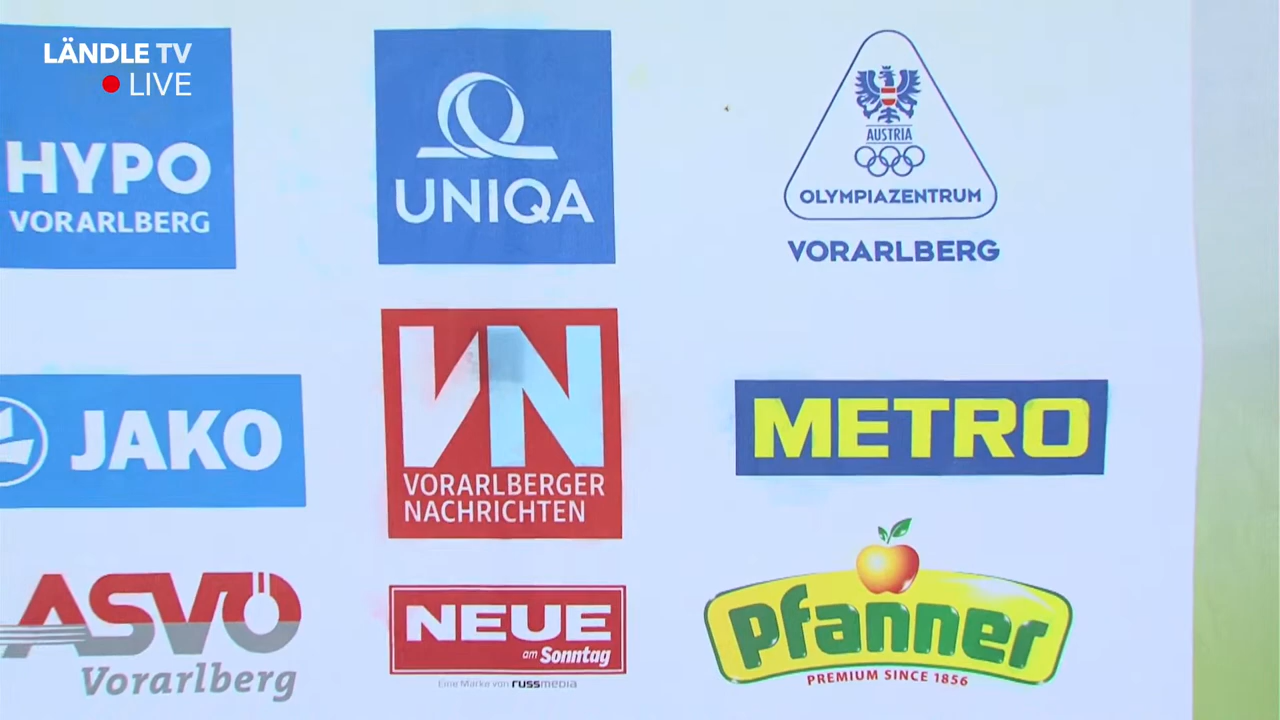 LÄNDLE TV
LIVE
HYPO
VORARLBERG
UNIQA
AUSTRIA
OLYMPIAZENTRUM
VORARLBERG
JAKO
VN
VORARLBERGER
NACHRICHTEN
METRO
ASVÖ
Vorarlberg
NEUE
am Sonntag
Eine Marke von russmedia
Pfanner
PREMIUM SINCE 1856